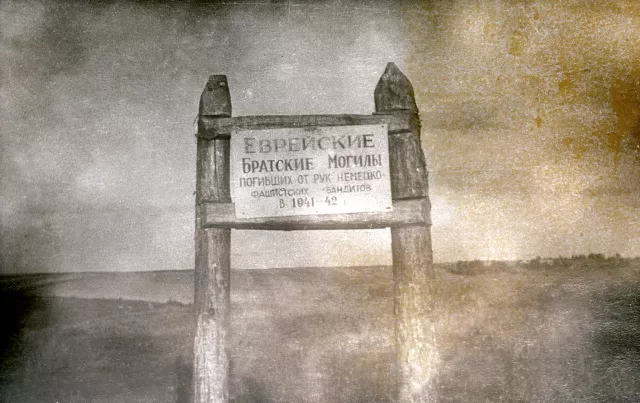 ЕВРЕЙСКИЕ
БРАТСКИЕ МОГИЛЫ
ПОГИБШИХ ОТ РУК НЕМЕЦКО-
ФАШИСТСКИХ БАНДИТОВ
В 1941-42